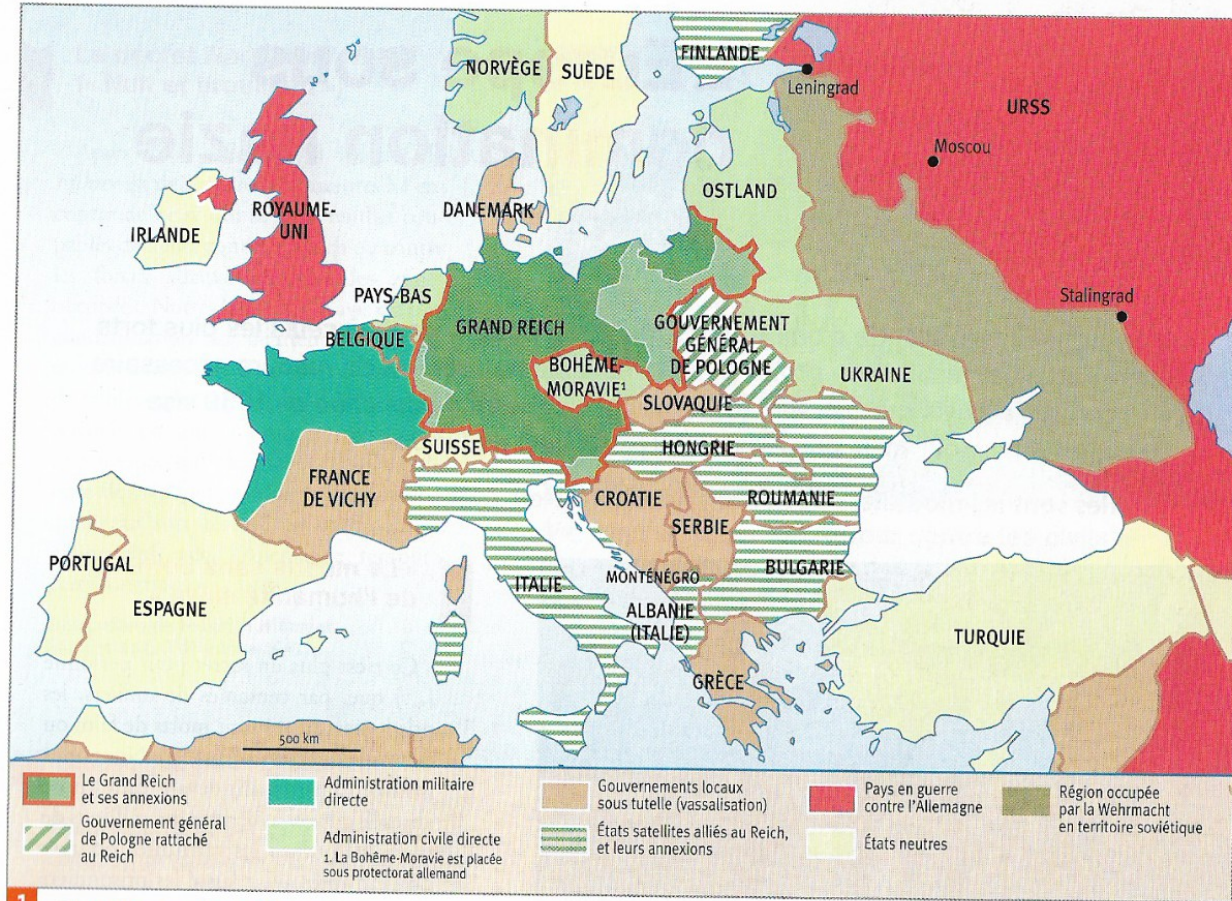 NORVÈGE
SUÈDE
FINLANDE
Leningrad
URSS
Moscou
OSTLAND
DANEMARK
ROYAUME-
UNI
IRLANDE
PAYS-BAS
BELGIQUE
GRAND REICH
GOUVERNEMENT
GÉNÉRAL
DE POLOGNE
Stalingrad
BOHÊME-
MORAVIE¹
UKRAINE
SLOVAQUIE
SUISSE
HONGRIE
FRANCE
DE VICHY
CROATIE
ROUMANIE
SERBIE
PORTUGAL
ESPAGNE
ITALIE
MONTÉNÉGRO
BULGARIE
ALBANIE
(ITALIE)
TURQUIE
GRÈCE
500 km
Le Grand Reich
et ses annexions
Gouvernement général
de Pologne rattaché
au Reich
Administration militaire
directe
Administration civile directe
1. La Bohême-Moravie est placée
sous protectorat allemand
Gouvernements locaux
sous tutelle (vassalisation)
États satellites alliés au Reich,
et leurs annexions
Pays en guerre
contre l'Allemagne
États neutres
Région occupée
par la Wehrmacht
en territoire soviétique
1